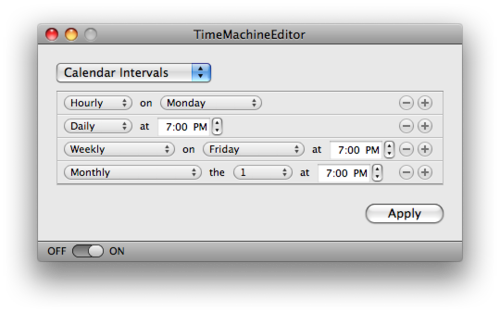 TimeMachineEditor
Calendar Intervals
Hourly on Monday
Daily at 7:00 PM
Weekly on Friday at 7:00 PM
Monthly the 1 at 7:00 PM
Apply
OFF ON